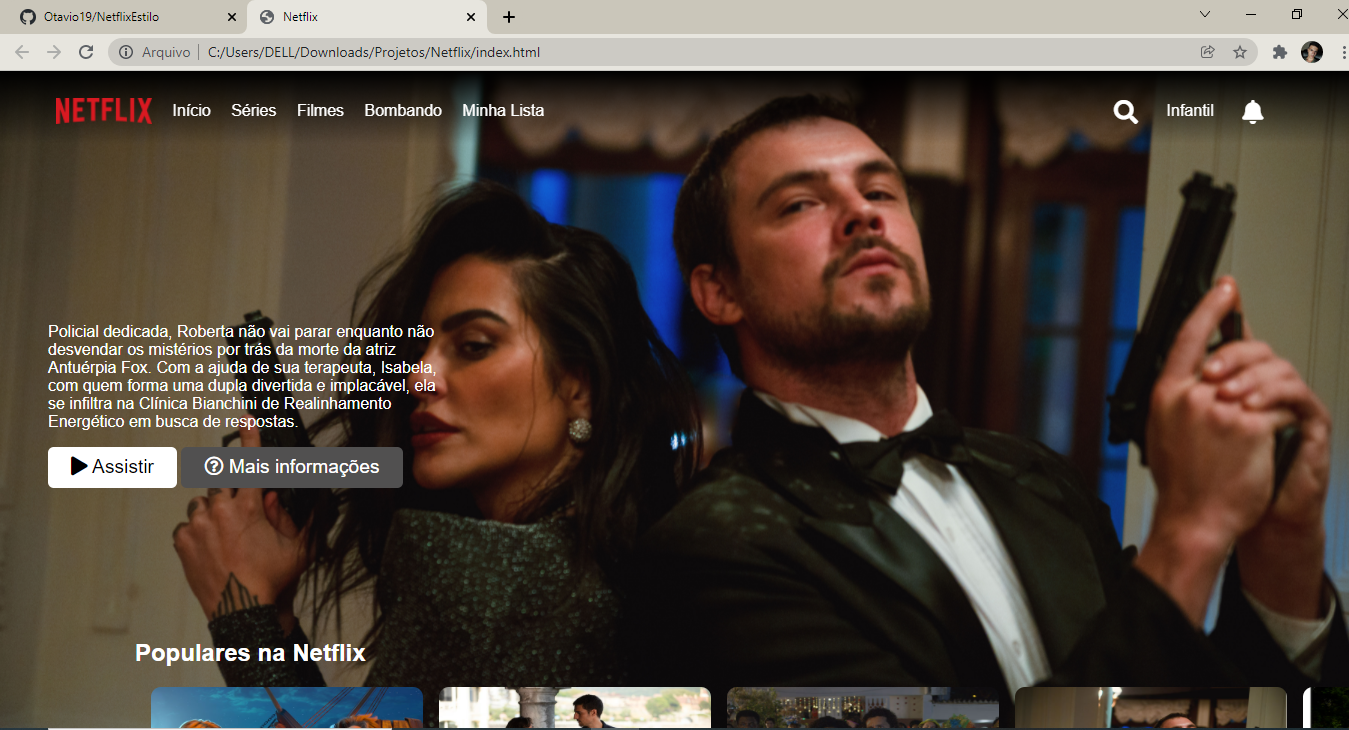 Otavio19/NetflixEstilo
Netflix
Arquivo C:/Users/DELL/Downloads/Projetos/Netflix/index.html
NETFLIX Início Séries Filmes Bombando Minha Lista Infantil
Policial dedicada, Roberta não vai parar enquanto não
desvendar os mistérios por trás da morte da atriz
Antuérpia Fox. Com a ajuda de sua terapeuta, Isabela,
com quem forma uma dupla divertida e implacável, ela
se infiltra na Clínica Bianchini de Realinhamento
Energético em busca de respostas.
Assistir Mais informações
Populares na Netflix